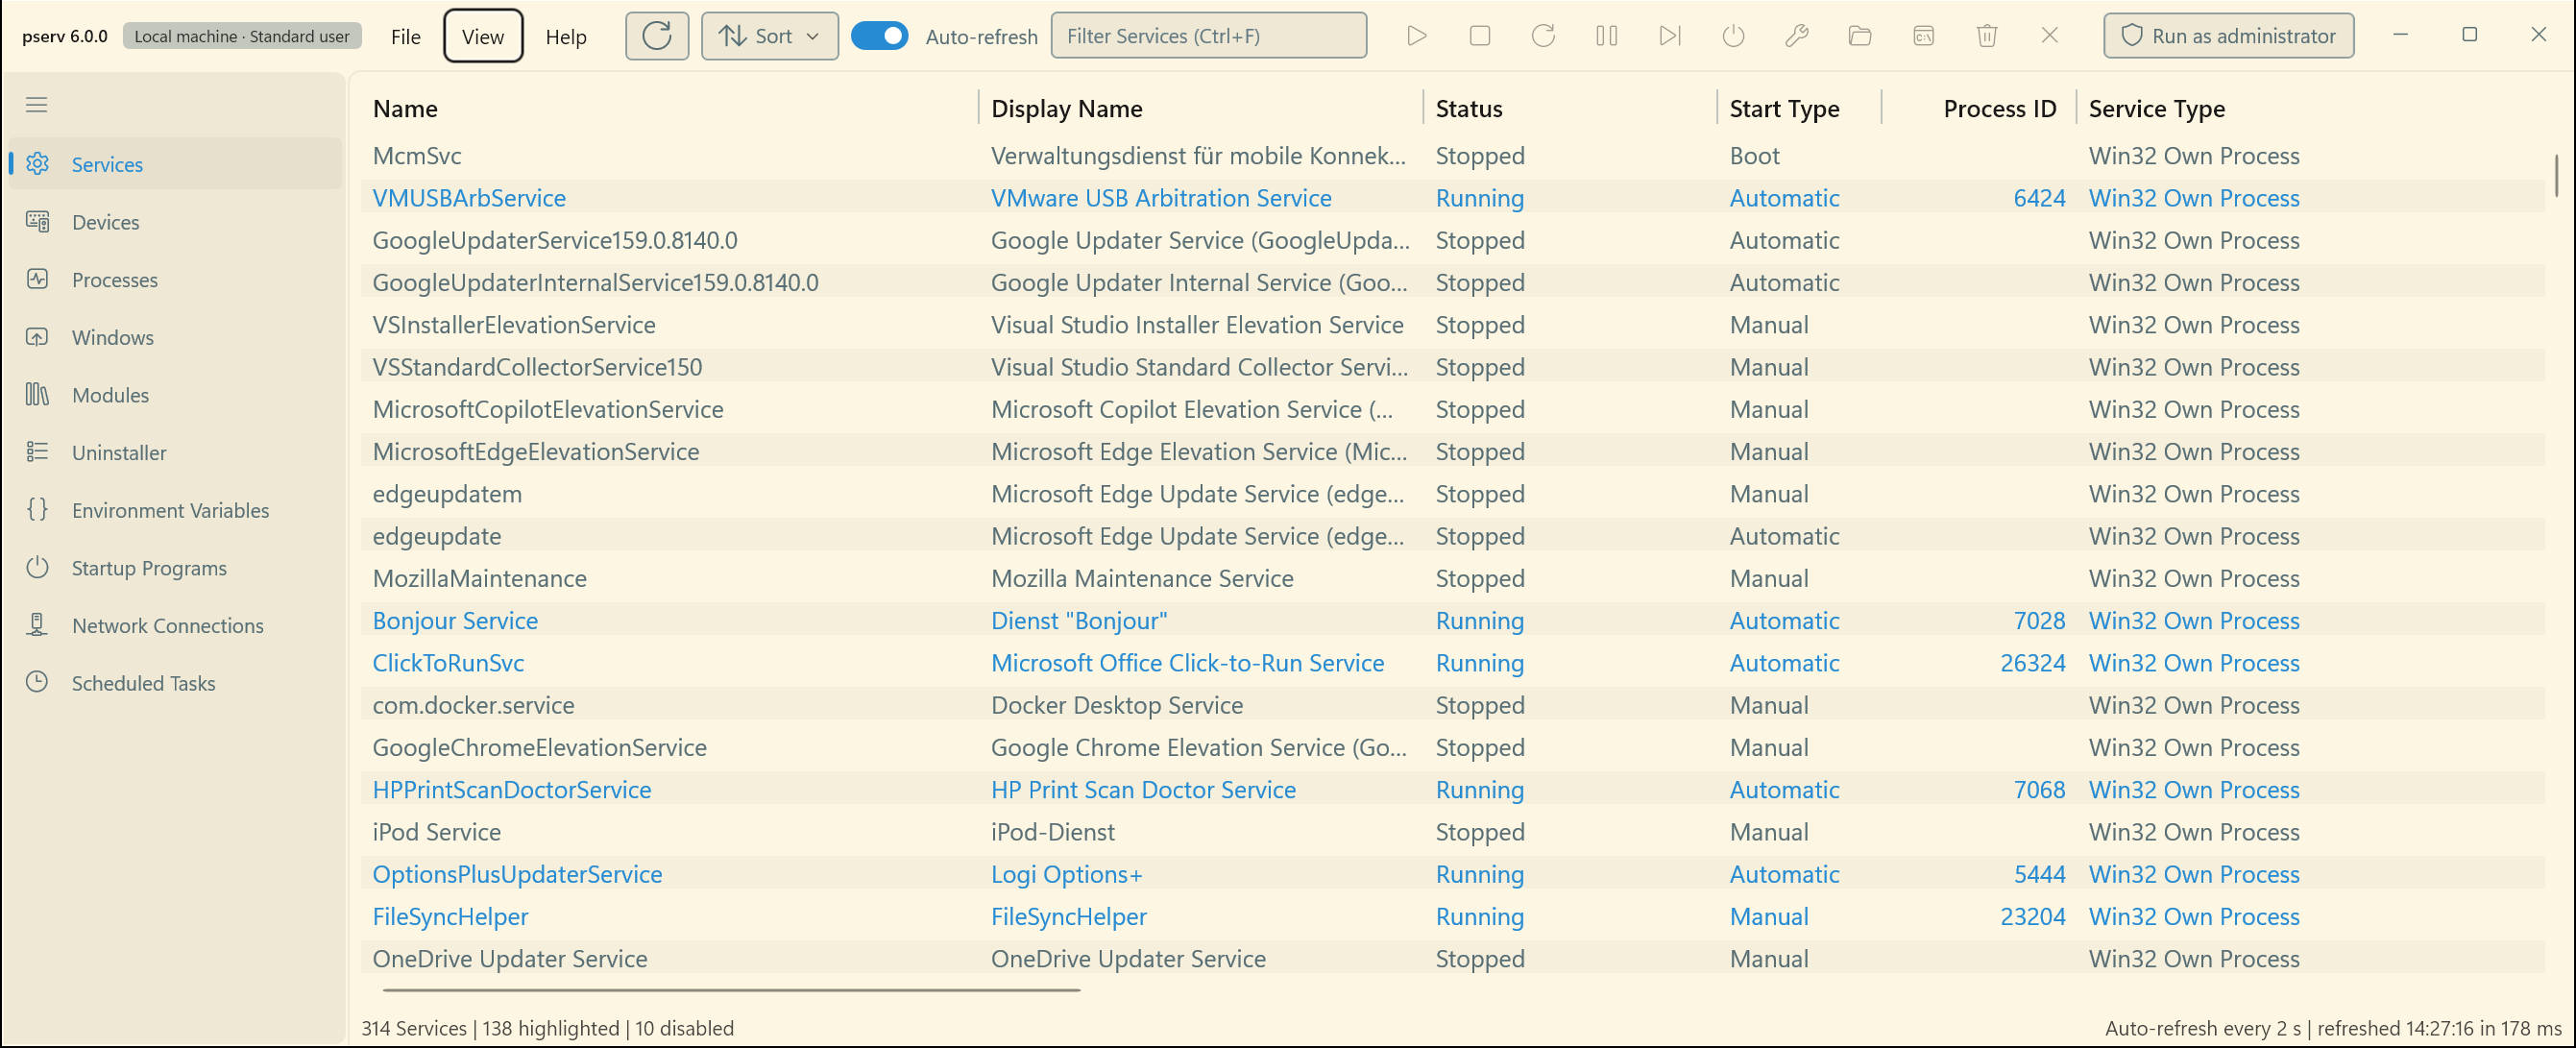 pserv 6.0.0 Local machine · Standard user File View Help Sort Auto-refresh Filter Services (Ctrl+F) Run as administrator
Services
Devices
Processes
Windows
Modules
Uninstaller
Environment Variables
Startup Programs
Network Connections
Scheduled Tasks
Name Display Name Status Start Type Process ID Service Type
McmSvc Verwaltungsdienst für mobile Konnek... Stopped Boot Win32 Own Process
VMUSBArbService VMware USB Arbitration Service Running Automatic 6424 Win32 Own Process
GoogleUpdaterService159.0.8140.0 Google Updater Service (GoogleUpda... Stopped Automatic Win32 Own Process
GoogleUpdaterInternalService159.0.8140.0 Google Updater Internal Service (Goo... Stopped Automatic Win32 Own Process
VSInstallerElevationService Visual Studio Installer Elevation Service Stopped Manual Win32 Own Process
VSStandardCollectorService150 Visual Studio Standard Collector Servi... Stopped Manual Win32 Own Process
MicrosoftCopilotElevationService Microsoft Copilot Elevation Service (... Stopped Manual Win32 Own Process
MicrosoftEdgeElevationService Microsoft Edge Elevation Service (Mic... Stopped Manual Win32 Own Process
edgeupdatem Microsoft Edge Update Service (edge... Stopped Manual Win32 Own Process
edgeupdate Microsoft Edge Update Service (edge... Stopped Automatic Win32 Own Process
MozillaMaintenance Mozilla Maintenance Service Stopped Manual Win32 Own Process
Bonjour Service Dienst "Bonjour" Running Automatic 7028 Win32 Own Process
ClickToRunSvc Microsoft Office Click-to-Run Service Running Automatic 26324 Win32 Own Process
com.docker.service Docker Desktop Service Stopped Manual Win32 Own Process
GoogleChromeElevationService Google Chrome Elevation Service (Go... Stopped Manual Win32 Own Process
HPPrintScanDoctorService HP Print Scan Doctor Service Running Automatic 7068 Win32 Own Process
iPod Service iPod-Dienst Stopped Manual Win32 Own Process
OptionsPlusUpdaterService Logi Options+ Running Automatic 5444 Win32 Own Process
FileSyncHelper FileSyncHelper Running Manual 23204 Win32 Own Process
OneDrive Updater Service OneDrive Updater Service Stopped Manual Win32 Own Process
314 Services | 138 highlighted | 10 disabled Auto-refresh every 2 s | refreshed 14:27:16 in 178 ms